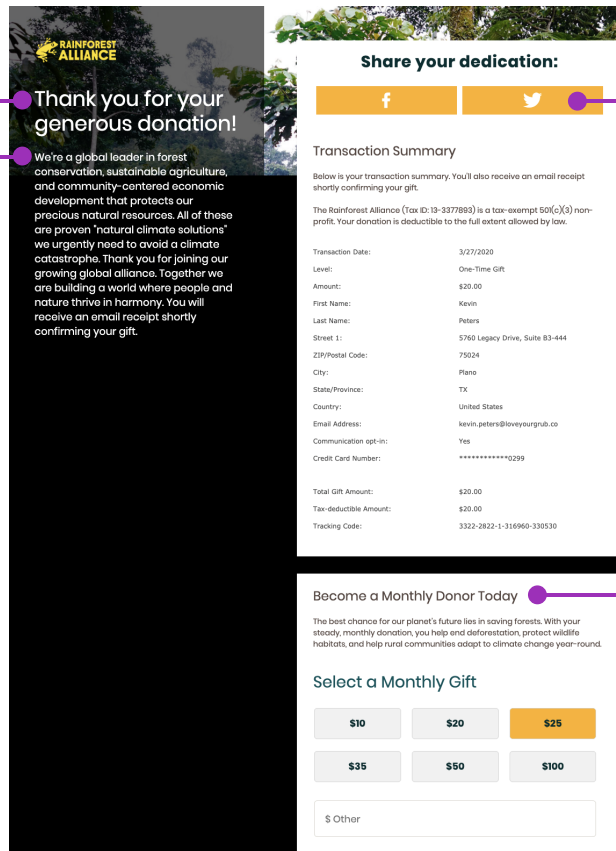 RAINFOREST
ALLIANCE
Thank you for your
generous donation!
We're a global leader in forest
conservation, sustainable agriculture,
and community-centered economic
development that protects our
precious natural resources. All of these
are proven "natural climate solutions"
we urgently need to avoid a climate
catastrophe. Thank you for joining our
growing global alliance. Together we
are building a world where people and
nature thrive in harmony. You will
receive an email receipt shortly
confirming your gift.
Share your dedication:
f
Transaction Summary
Below is your transaction summary. You'll also receive an email receipt
shortly confirming your gift.
The Rainforest Alliance (Tax ID: 13-3377893) is a tax-exempt 501(c)(3) non-
profit. Your donation is deductible to the full extent allowed by law.
Transaction Date: 3/27/2020
Level: One-Time Gift
Amount: $20.00
First Name: Kevin
Last Name: Peters
Street 1: 5760 Legacy Drive, Suite B3-444
ZIP/Postal Code: 75024
City: Plano
State/Province: TX
Country: United States
Email Address: kevin.peters@loveyourgrub.co
Communication opt-in: Yes
Credit Card Number: ************0299
Total Gift Amount: $20.00
Tax-deductible Amount: $20.00
Tracking Code: 3322-2822-1-316960-330530
Become a Monthly Donor Today
The best chance for our planet's future lies in saving forests. With your
steady, monthly donation, you help end deforestation, protect wildlife
habitats, and help rural communities adapt to climate change year-round.
Select a Monthly Gift
$10 $20 $25
$35 $50 $100
$ Other